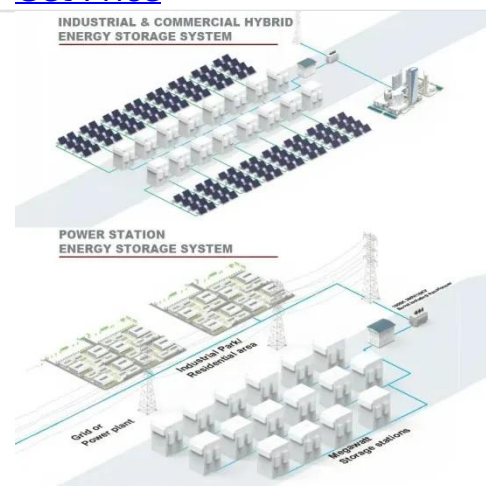 INDUSTRIAL & COMMERCIAL HYBRID
ENERGY STORAGE SYSTEM
POWER STATION
ENERGY STORAGE SYSTEM
Industrial Park/
Residential area
Grid or
Power plant
Megawatt
Storage stations